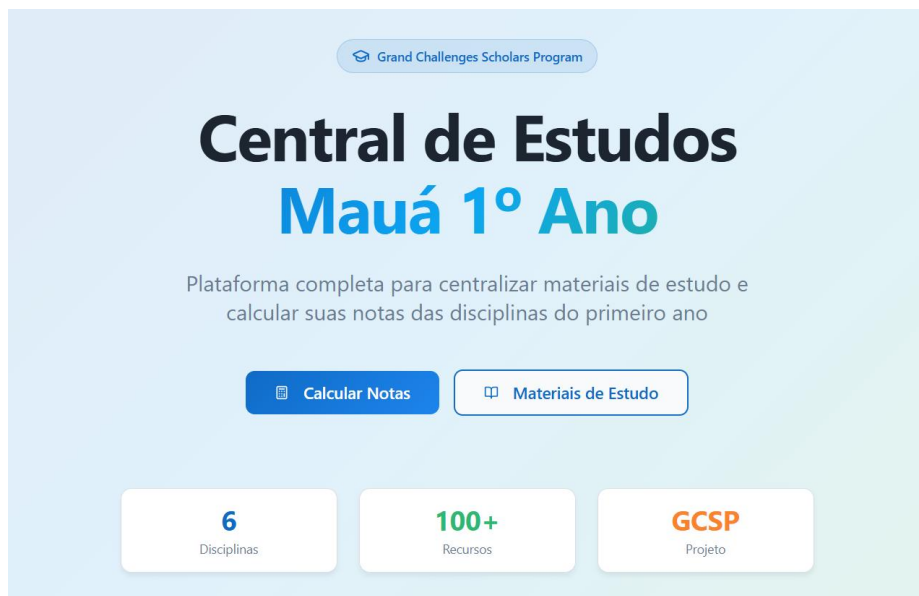 Grand Challenges Scholars Program
Central de Estudos
Mauá 1º Ano
Plataforma completa para centralizar materiais de estudo e
calcular suas notas das disciplinas do primeiro ano
Calcular Notas
Materiais de Estudo
6
Disciplinas
100+
Recursos
GCSP
Projeto